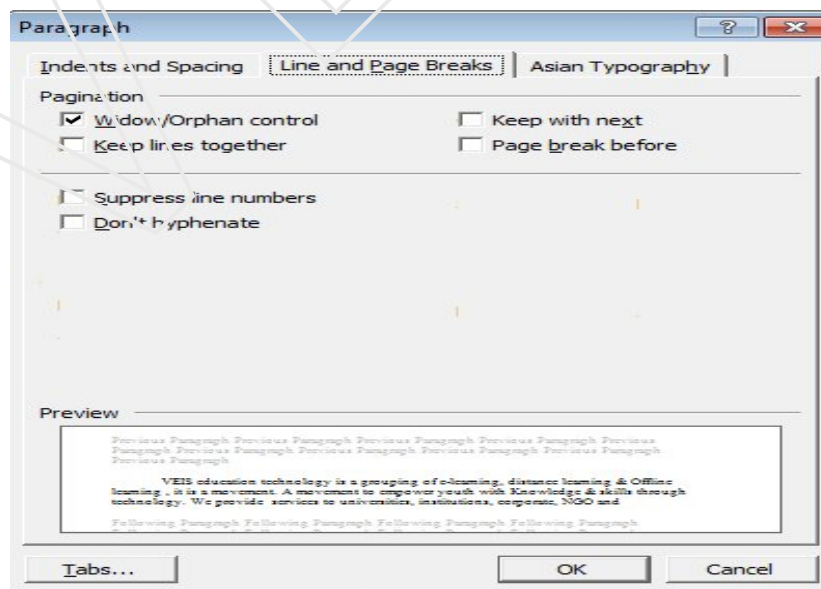 Paragraph
Indents and Spacing Line and Page Breaks Asian Typography
Pagination
Widow/Orphan control Keep with next
Keep lines together Page break before
Suppress line numbers
Don't hyphenate
Preview
Previous Paragraph Previous Paragraph Previous Paragraph Previous Paragraph Previous
Paragraph Previous Paragraph Previous Paragraph Previous Paragraph Previous Paragraph
Previous Paragraph
VEIS education technology is a grouping of e-learning, distance learning & Offline
learning , it is a movement. A movement to empower youth with Knowledge & skills through
technology. We provide services to universities, institutions, corporate, NGO and
Following Paragraph Following Paragraph Following Paragraph Following Paragraph
Tabs... OK Cancel